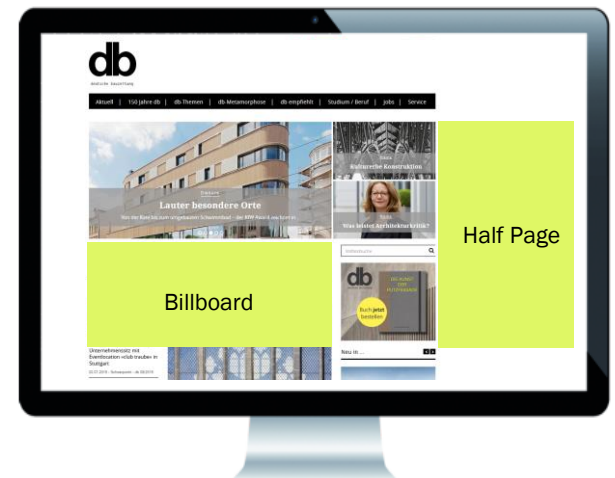 db
deutsche bauzeitung
Aktuell | 150 Jahre db | db-Themen | db-Metamorphose | db empfiehlt | Studium / Beruf | Jobs | Service
Lauter besondere Orte
Kuhurerbe Konstruktion
Was leistet Architekturkritik?
Half Page
Billboard
db
Buch jetzt
bestellen
Unternehmenssitz mit
Eventlocation «club traube» in
Stuttgart
Neu in ...